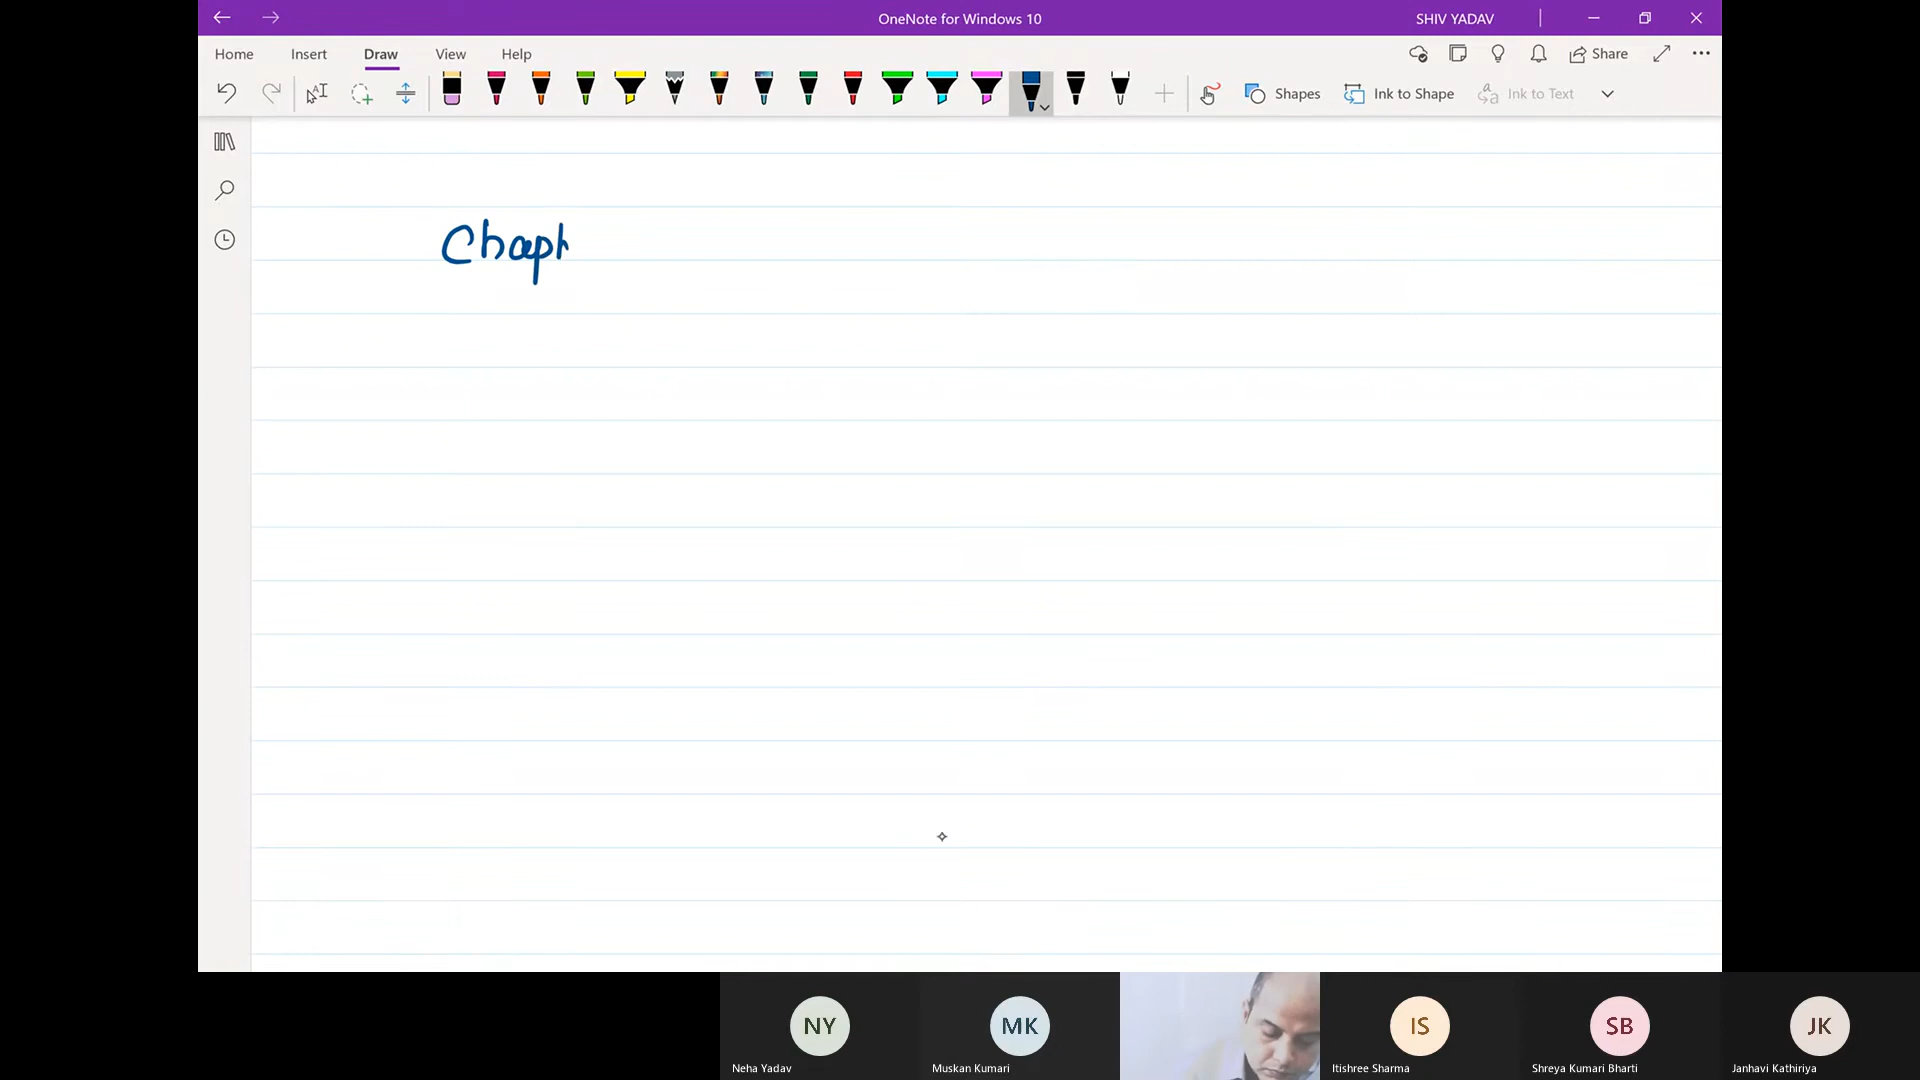 OneNote for Windows 10
SHIV YADAV
Home Insert Draw View Help
Share
Shapes
Ink to Shape
Ink to Text
Chapt
NY
MK
IS
SB
JK
Neha Yadav
Muskan Kumari
Itishree Sharma
Shreya Kumari Bharti
Janhavi Kathiriya